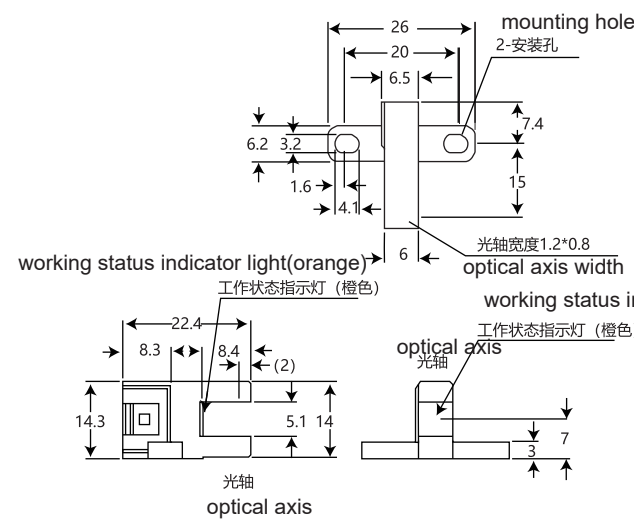 26
mounting hole
20
2-安装孔
6.5
7.4
6.2
3.2
1.6
15
4.1
光轴宽度1.2*0.8
6
optical axis width
working status indicator light(orange)
工作状态指示灯（橙色）
working status i
22.4
工作状态指示灯（橙色
optical axis
光轴
8.3
8.4
(2)
14.3
5.1
14
7
3
光轴
optical axis